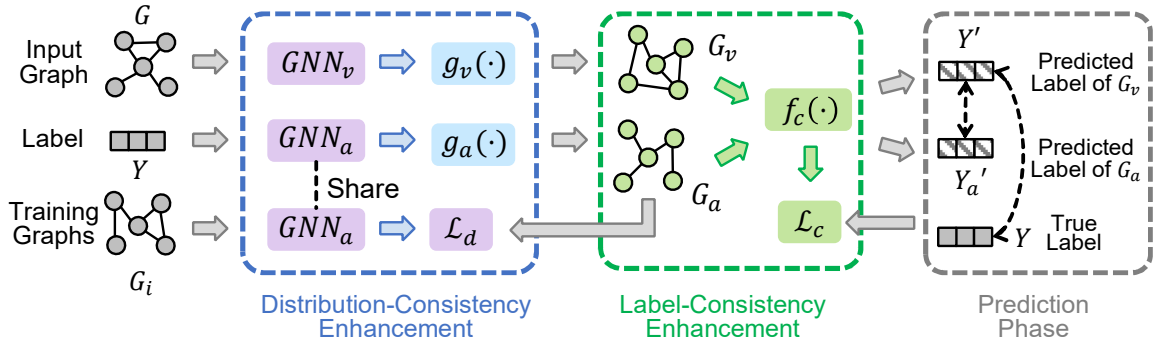 Input
Graph
G
Label
Y
Training
Graphs
G_i
GNN_v
g_v(·)
GNN_a
g_a(·)
Share
GNN_a
ℒ_d
Distribution-Consistency
Enhancement
G_v
G_a
f_c(·)
ℒ_c
Label-Consistency
Enhancement
Y′
Predicted
Label of G_v
Y_a′
Predicted
Label of G_a
Y
True
Label
Prediction
Phase